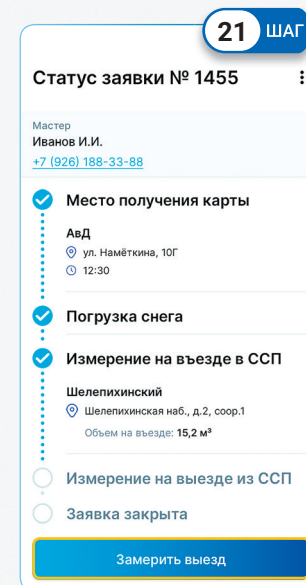 21 ШАГ
Статус заявки № 1455
Мастер
Иванов И.И.
+7 (926) 188-33-88
Место получения карты
АвД
ул. Намёткина, 10Г
12:30
Погрузка снега
Измерение на въезде в ССП
Шелепихинский
Шелепихинская наб., д.2, соор.1
Объем на въезде: 15,2 м³
Измерение на выезде из ССП
Заявка закрыта
Замерить выезд